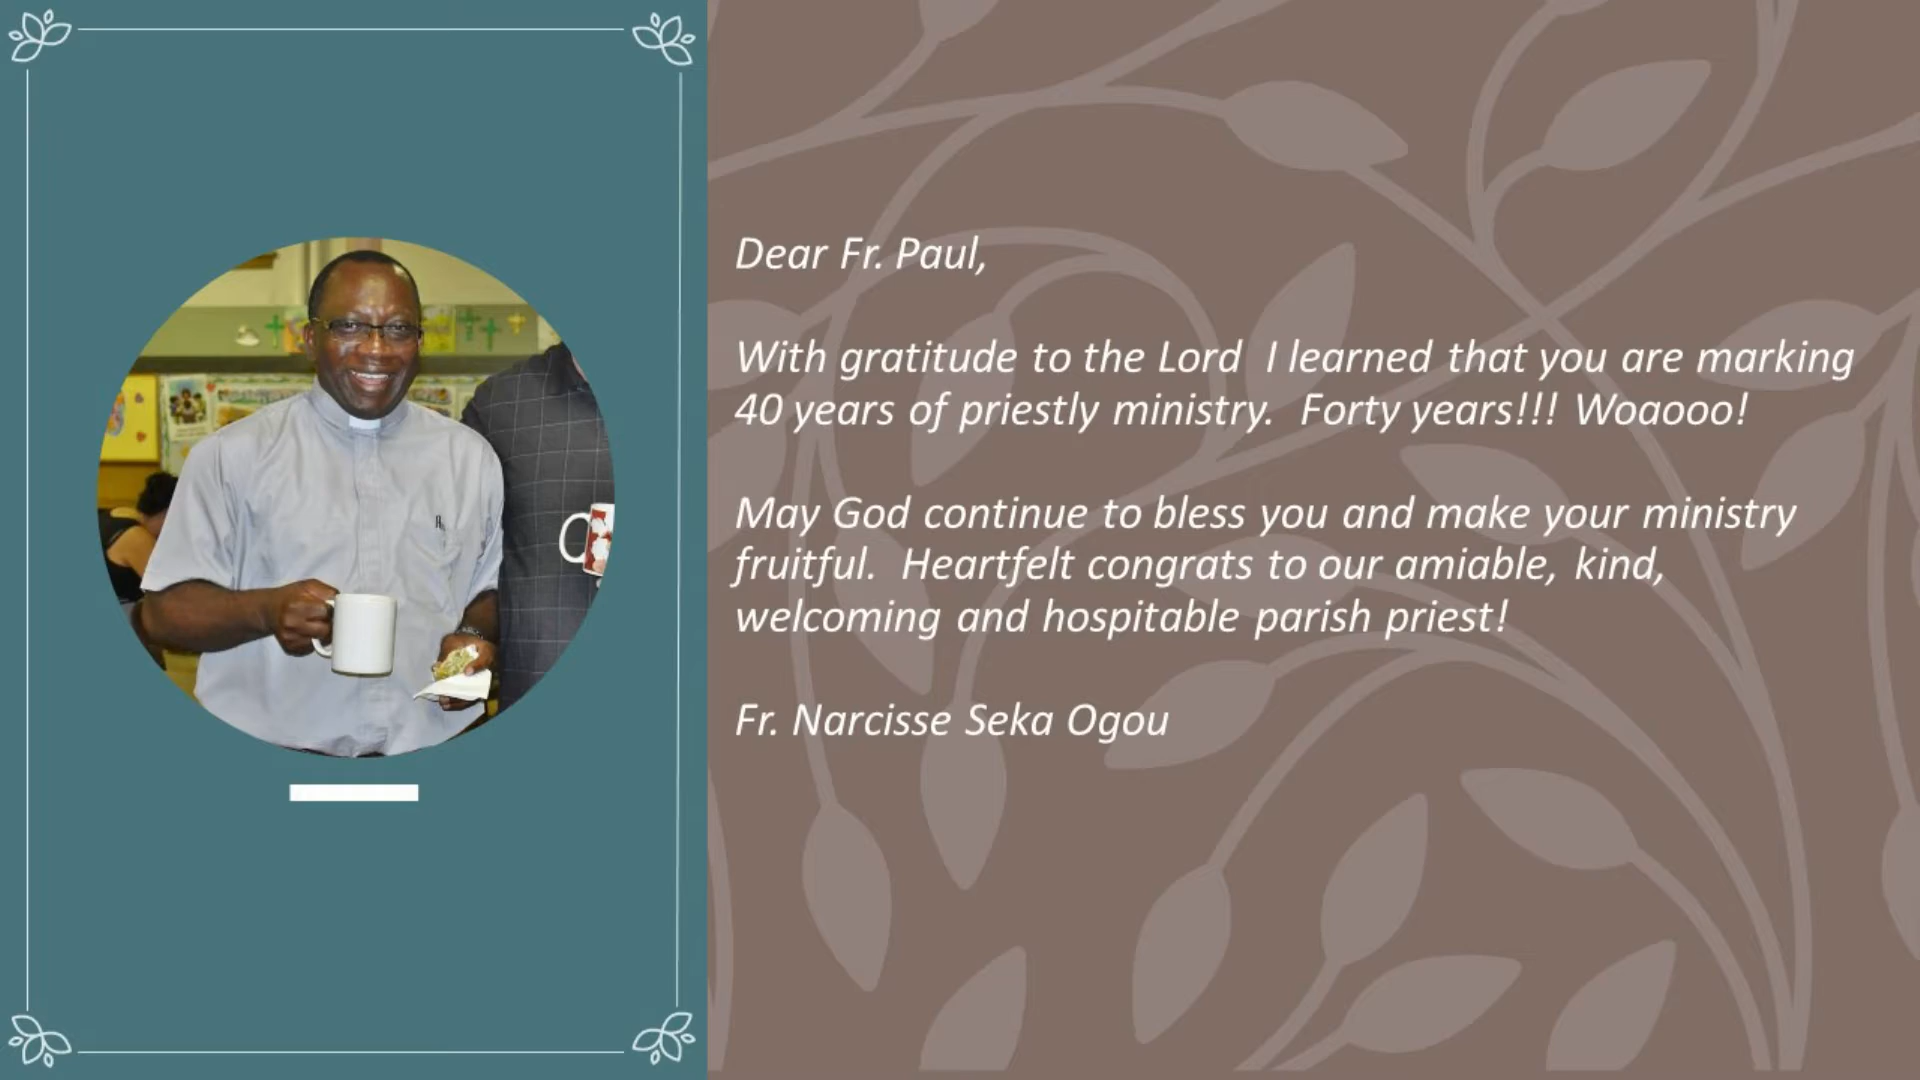 Dear Fr. Paul,
With gratitude to the Lord I learned that you are marking
40 years of priestly ministry. Forty years!!! Woaooo!
May God continue to bless you and make your ministry
fruitful. Heartfelt congrats to our amiable, kind,
welcoming and hospitable parish priest!
Fr. Narcisse Seka Ogou